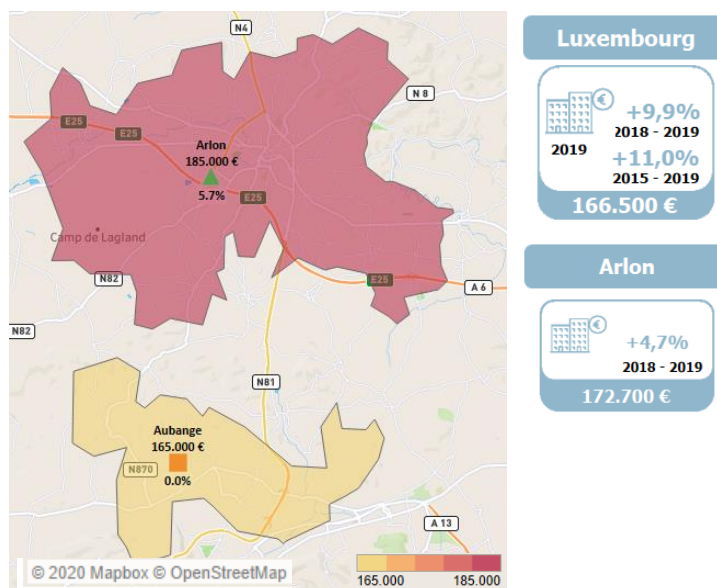 N4
N 8
E25
Arlon
185.000 €
5.7%
E25
Camp de Lagland
N82
E25
A 6
N82
N81
Aubange
165.000 €
N870
0.0%
A 13
© 2020 Mapbox © OpenStreetMap
165.000
185.000
Luxembourg
€
+9,9%
2018 - 2019
2019
+11,0%
2015 - 2019
166.500 €
Arlon
€
+4,7%
2018 - 2019
172.700 €